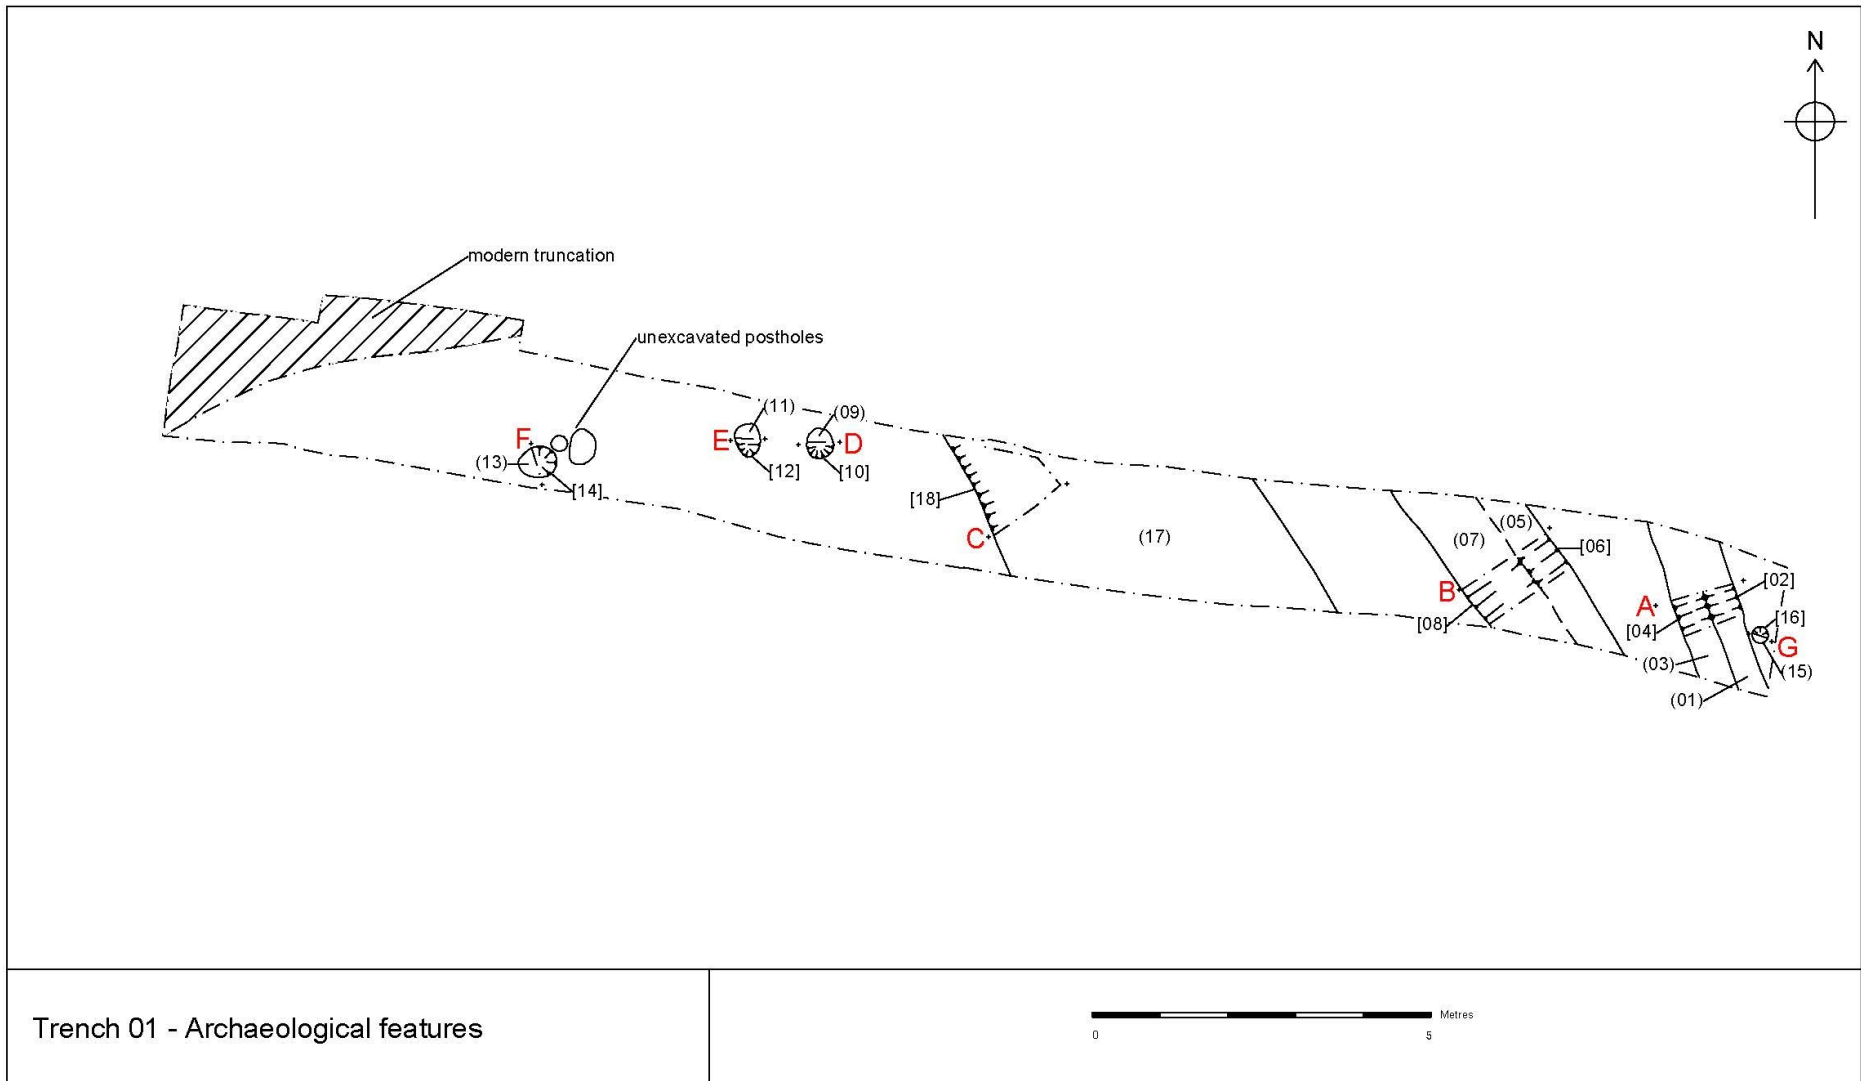 N
modern truncation
unexcavated postholes
(11)
(09)
F
E
D
(13)
[12]
[10]
[14]
[18]
C
(17)
(05)
(07)
[06]
B
[08]
A
[02]
[04]
[16]
G
(03)
(15)
(01)
Trench 01 - Archaeological features
Metres
0
5